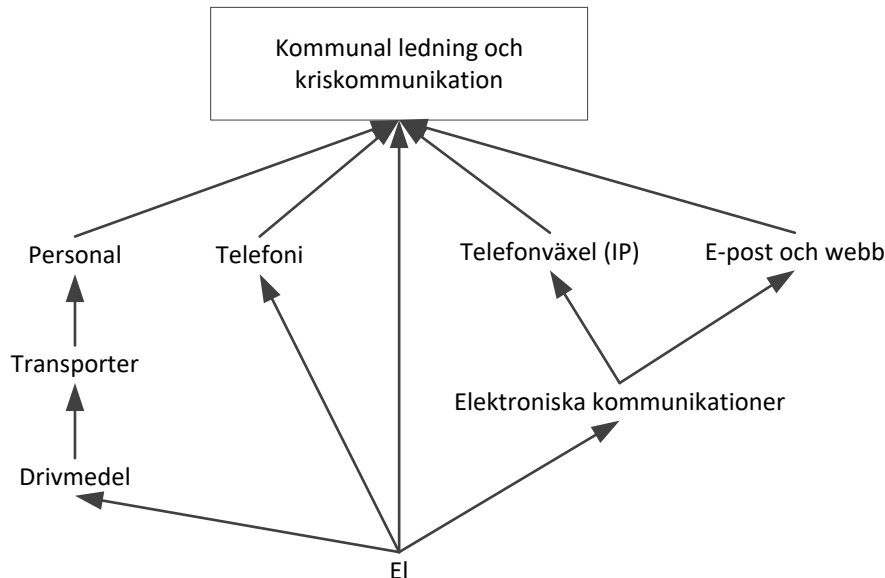 Kommunal ledning och
kriskommunikation
Personal
Telefoni
Telefonväxel (IP)
E-post och webb
Transporter
Elektroniska kommunikationer
Drivmedel
El